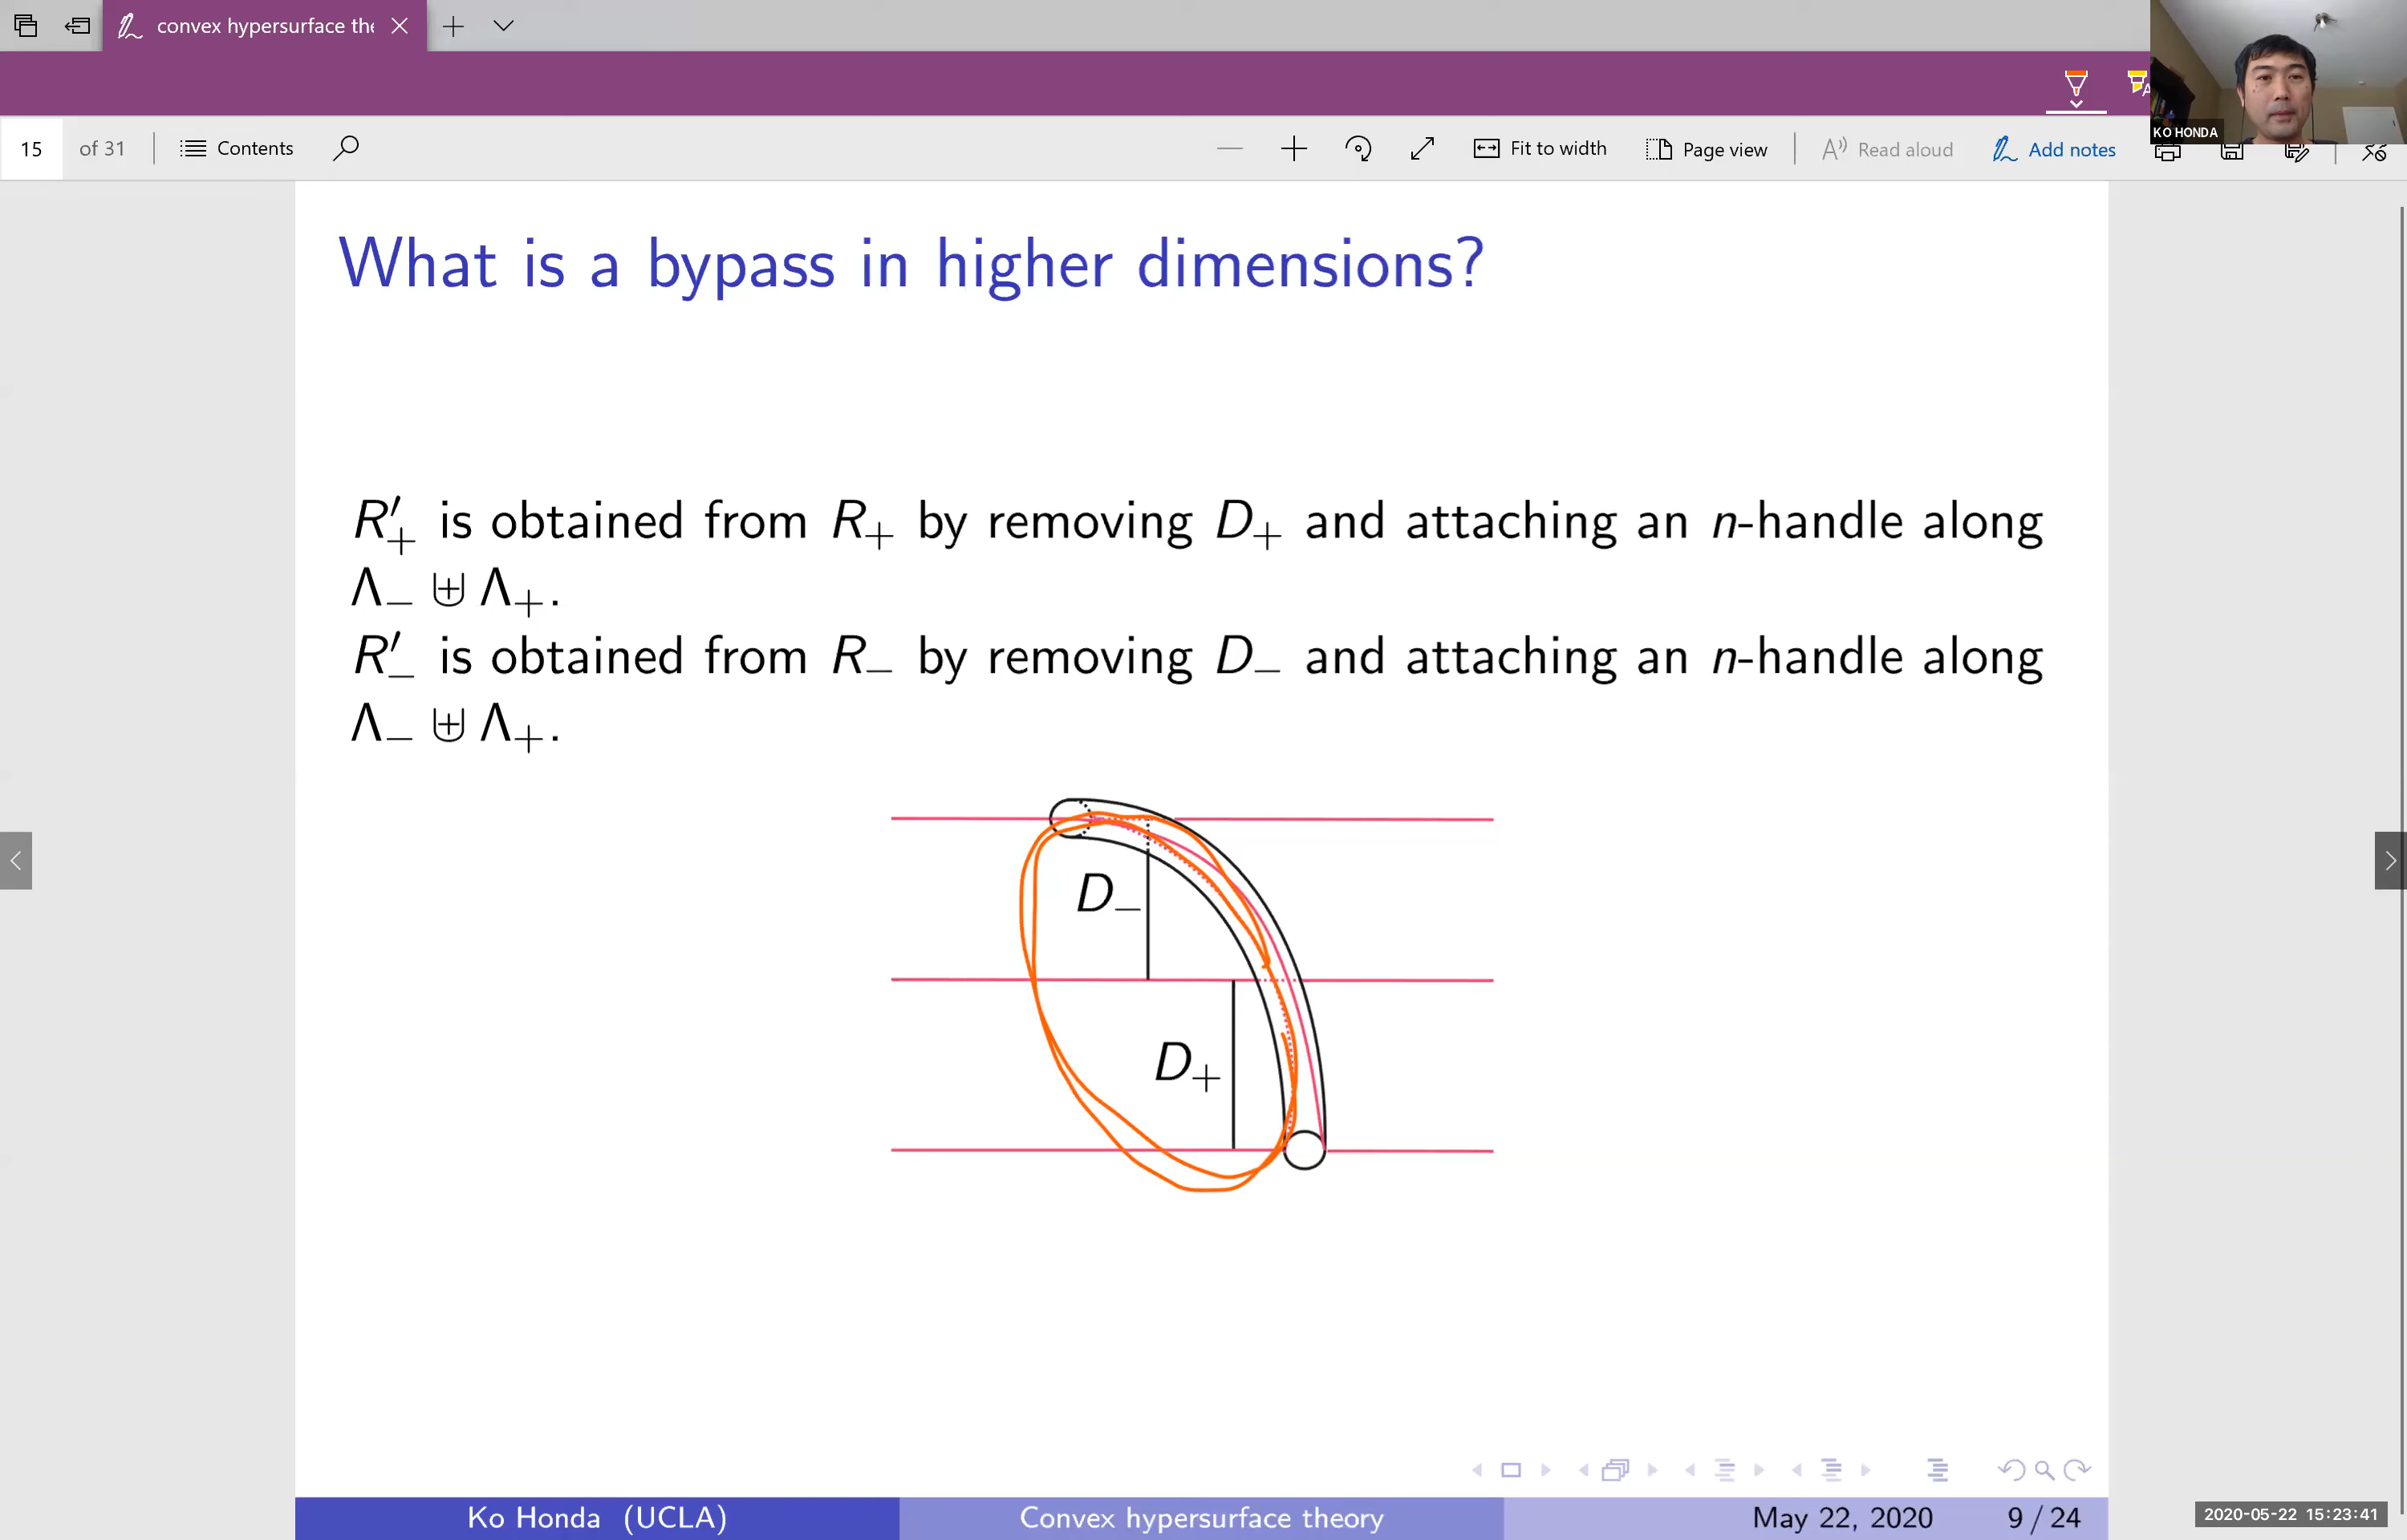 convex hypersurface the
15 of 31 Contents Fit to width Page view Read aloud Add notes
KO HONDA
What is a bypass in higher dimensions?
R′₊ is obtained from R₊ by removing D₊ and attaching an n-handle along
Λ₋ ⊎ Λ₊.
R′₋ is obtained from R₋ by removing D₋ and attaching an n-handle along
Λ₋ ⊎ Λ₊.
D₋
D₊
Ko Honda (UCLA) Convex hypersurface theory May 22, 2020 9 / 24
2020-05-22 15:23:41